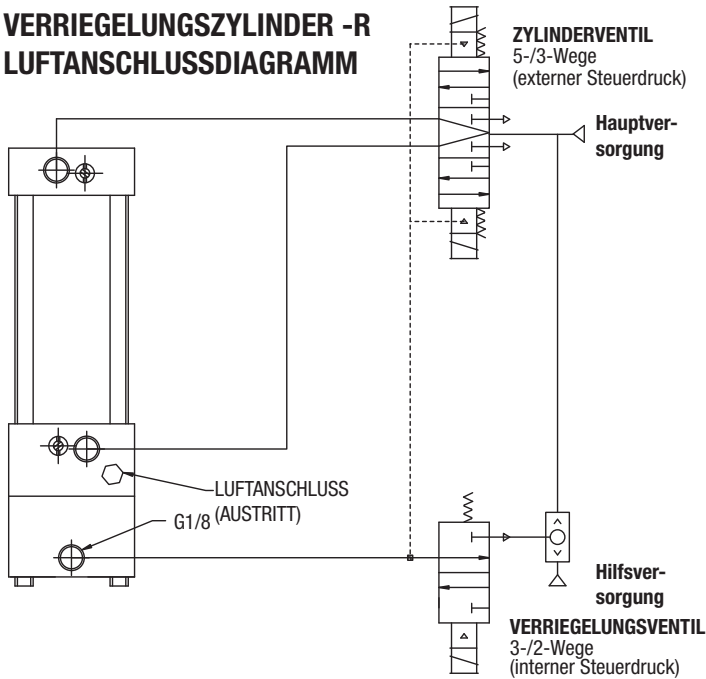 VERRIEGELUNGSZYLINDER -R
LUFTANSCHLUSSDIAGRAMM
ZYLINDERVENTIL
5-/3-Wege
(externer Steuerdruck)
Hauptver-
sorgung
LUFTANSCHLUSS
(AUSTRITT)
G1/8
Hilfsver-
sorgung
VERRIEGELUNGSVENTIL
3-/2-Wege
(interner Steuerdruck)